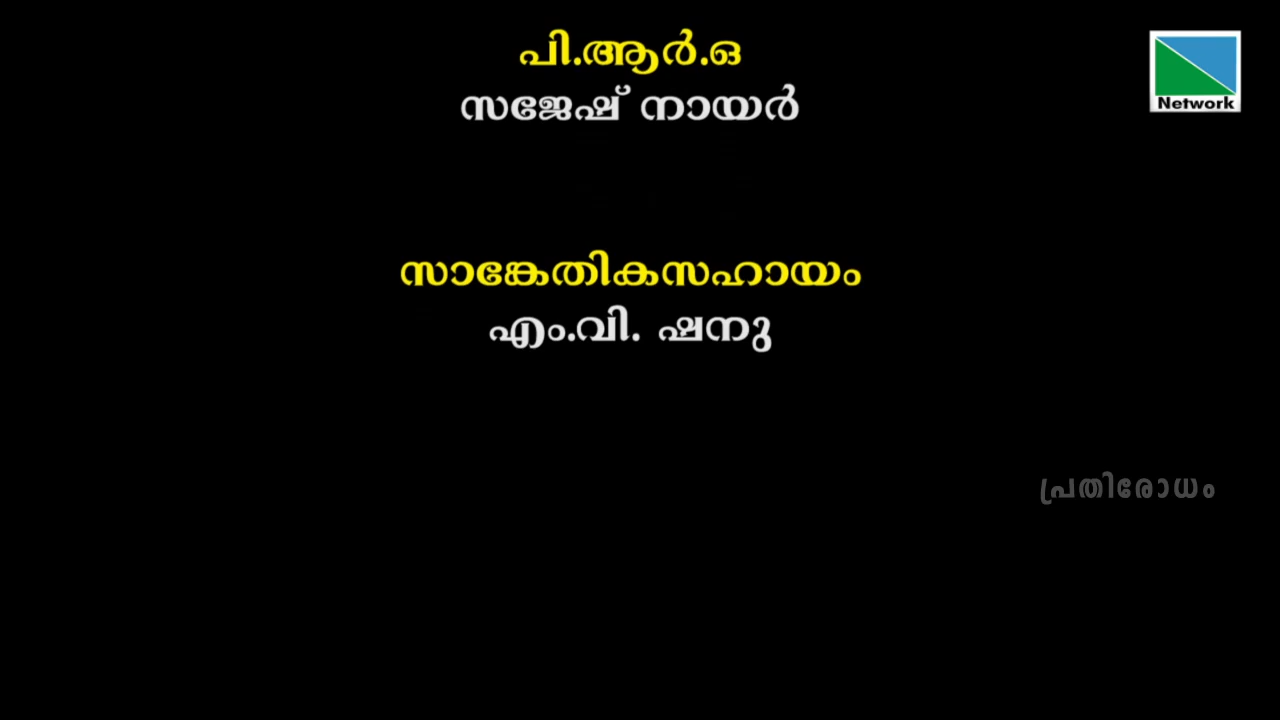 പി.ആർ.ഒ
സജേഷ് നായർ
Network
സാങ്കേതികസഹായം
എം.വി. ഷനു
പ്രതിരോധം